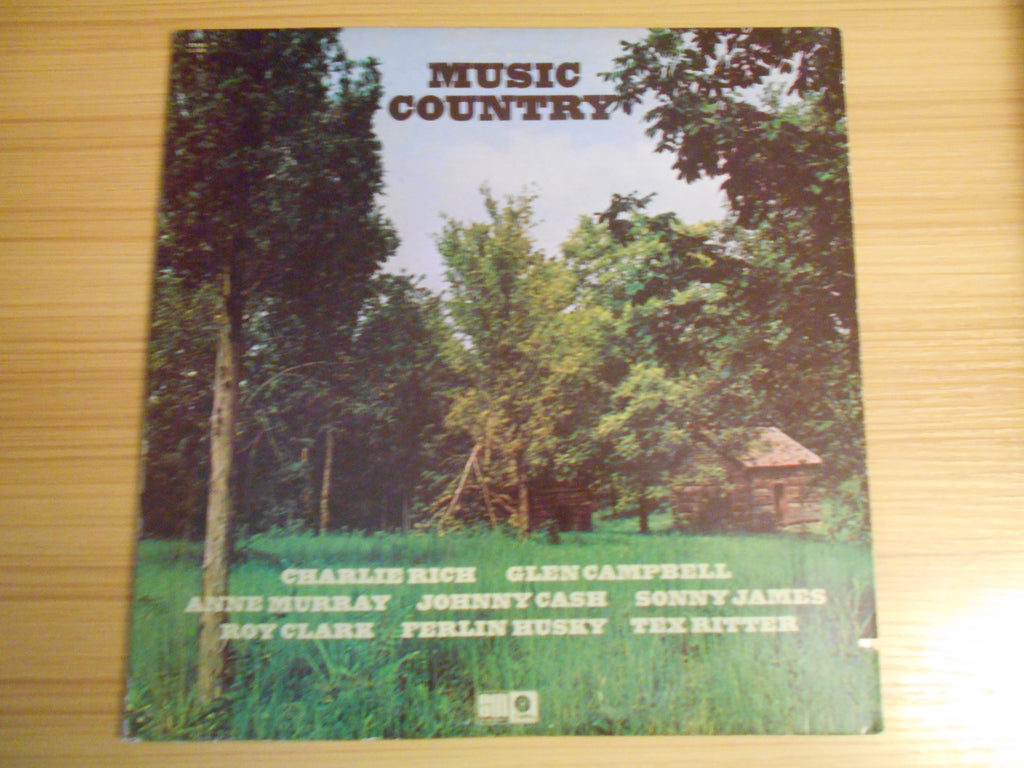 MUSIC
COUNTRY
CHARLIE RICH GLEN CAMPBELL
ANNE MURRAY JOHNNY CASH SONNY JAMES
ROY CLARK FERLIN HUSKY TEX RITTER